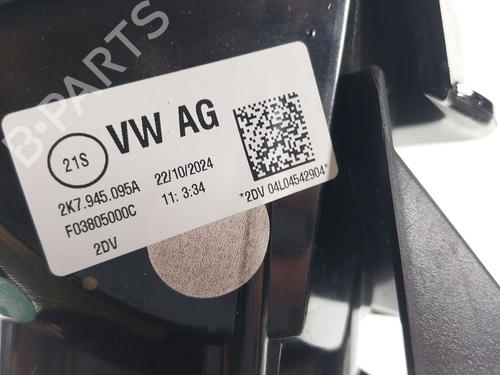 B-PARTS
21S
VW AG
2K7.945.095A
22/10/2024
F03805000C
11: 3:34
2DV
*2DV 04L04542904*